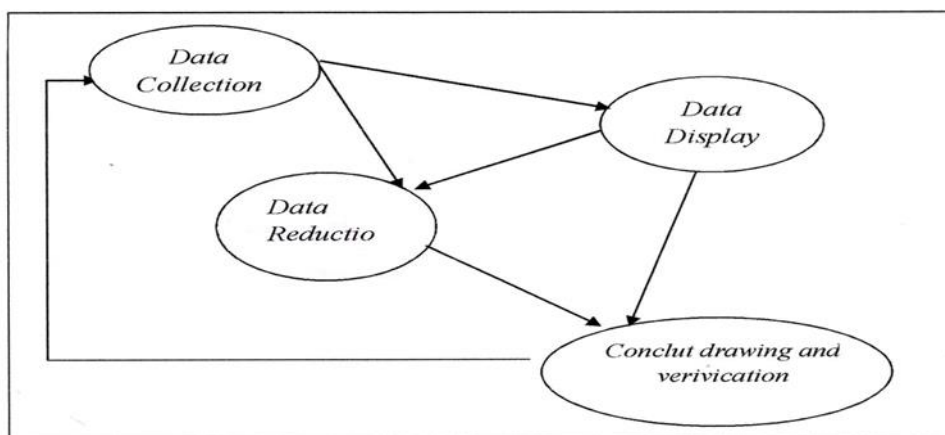 Data
Collection
Data
Display
Data
Reductio
Conclut drawing and
verivication